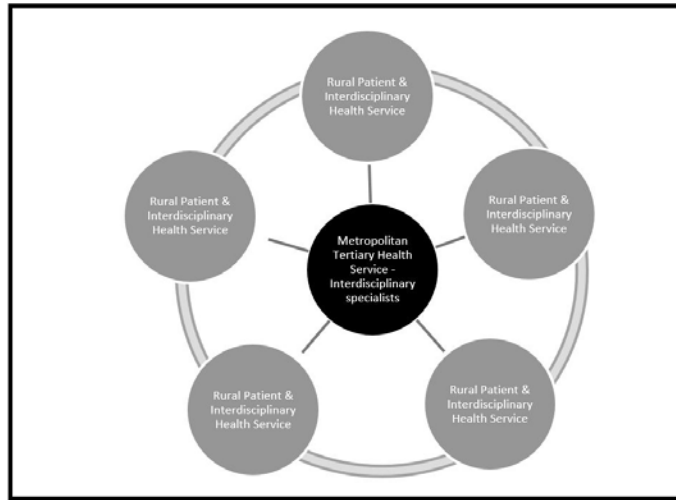 Rural Patient &
Interdisciplinary
Health Service
Rural Patient &
Interdisciplinary
Health Service
Rural Patient &
Interdisciplinary
Health Service
Metropolitan
Tertiary Health
Service -
Interdisciplinary
specialists
Rural Patient &
Interdisciplinary
Health Service
Rural Patient &
Interdisciplinary
Health Service